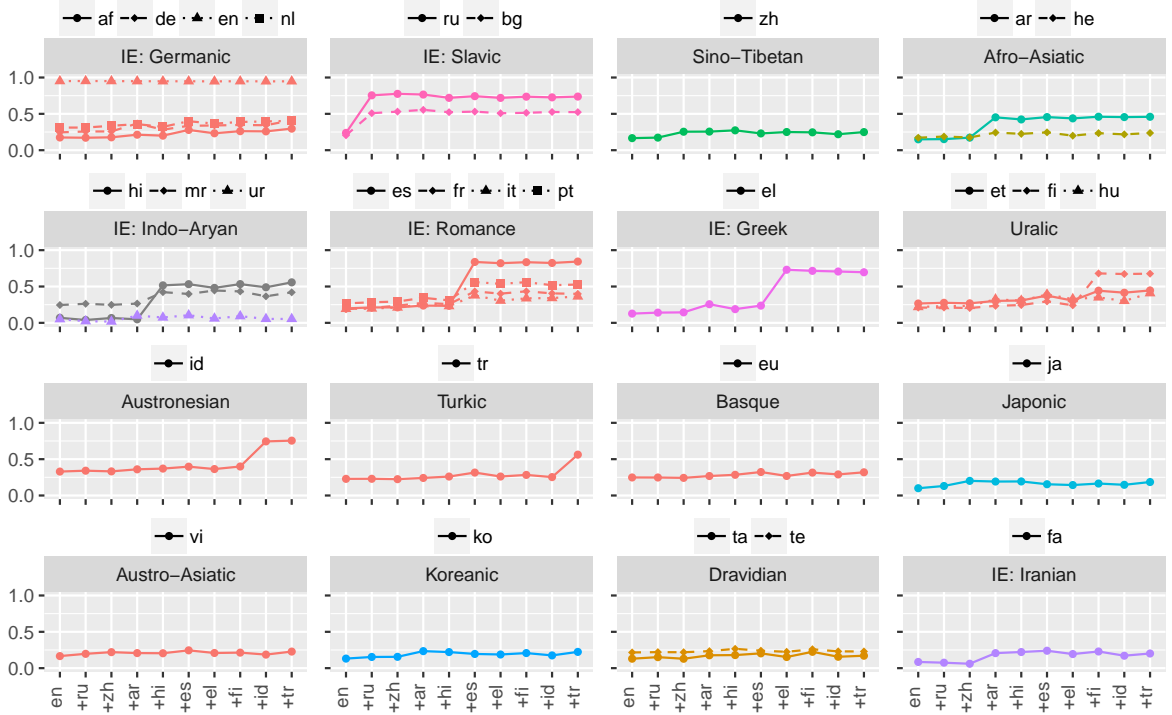 af de en nl ru bg zh ar he
IE: Germanic IE: Slavic Sino−Tibetan Afro−Asiatic
1.0
0.5
0.0
hi mr ur es fr it pt el et fi hu
IE: Indo−Aryan IE: Romance IE: Greek Uralic
1.0
0.5
0.0
id tr eu ja
Austronesian Turkic Basque Japonic
1.0
0.5
0.0
vi ko ta te fa
Austro−Asiatic Koreanic Dravidian IE: Iranian
1.0
0.5
0.0
en +ru +zh +ar +hi +es +el +fi +id +tr en +ru +zh +ar +hi +es +el +fi +id +tr en +ru +zh +ar +hi +es +el +fi +id +tr en +ru +zh +ar +hi +es +el +fi +id +tr